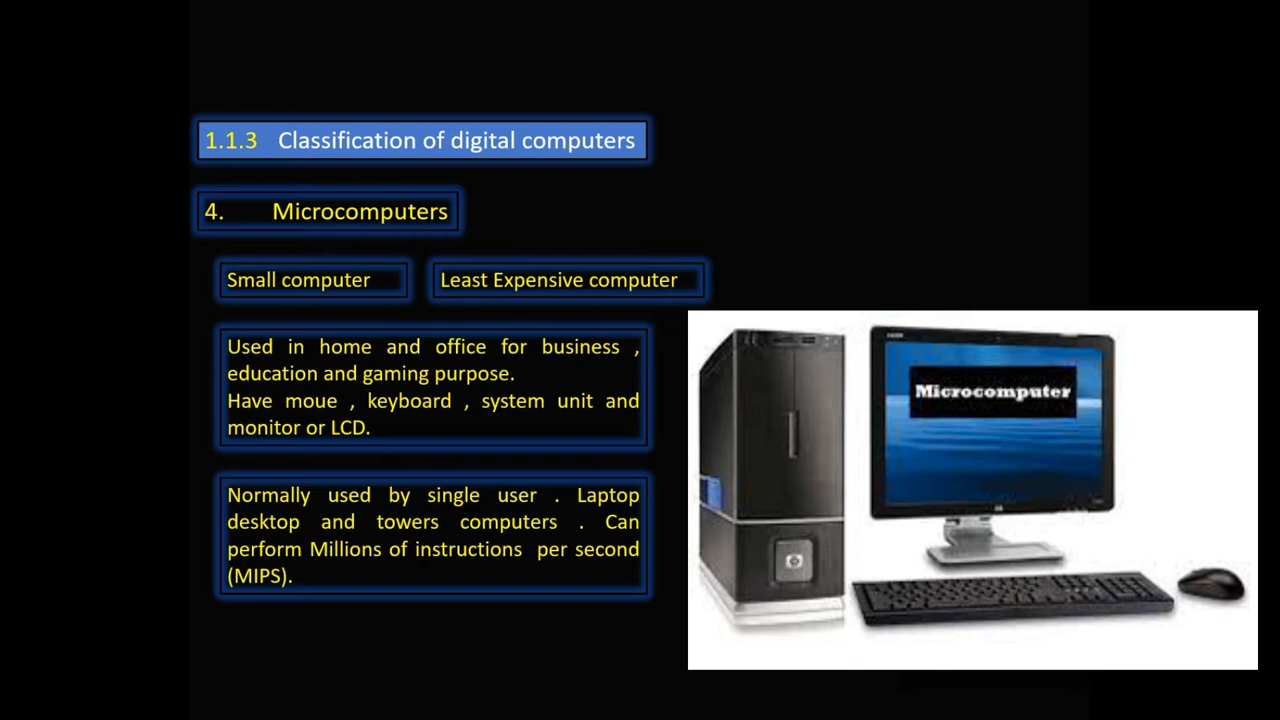 1.1.3 Classification of digital computers
4. Microcomputers
Small computer
Least Expensive computer
Used in home and office for business ,
education and gaming purpose.
Have moue , keyboard , system unit and
monitor or LCD.
Normally used by single user . Laptop
desktop and towers computers . Can
perform Millions of instructions per second
(MIPS).
Microcomputer